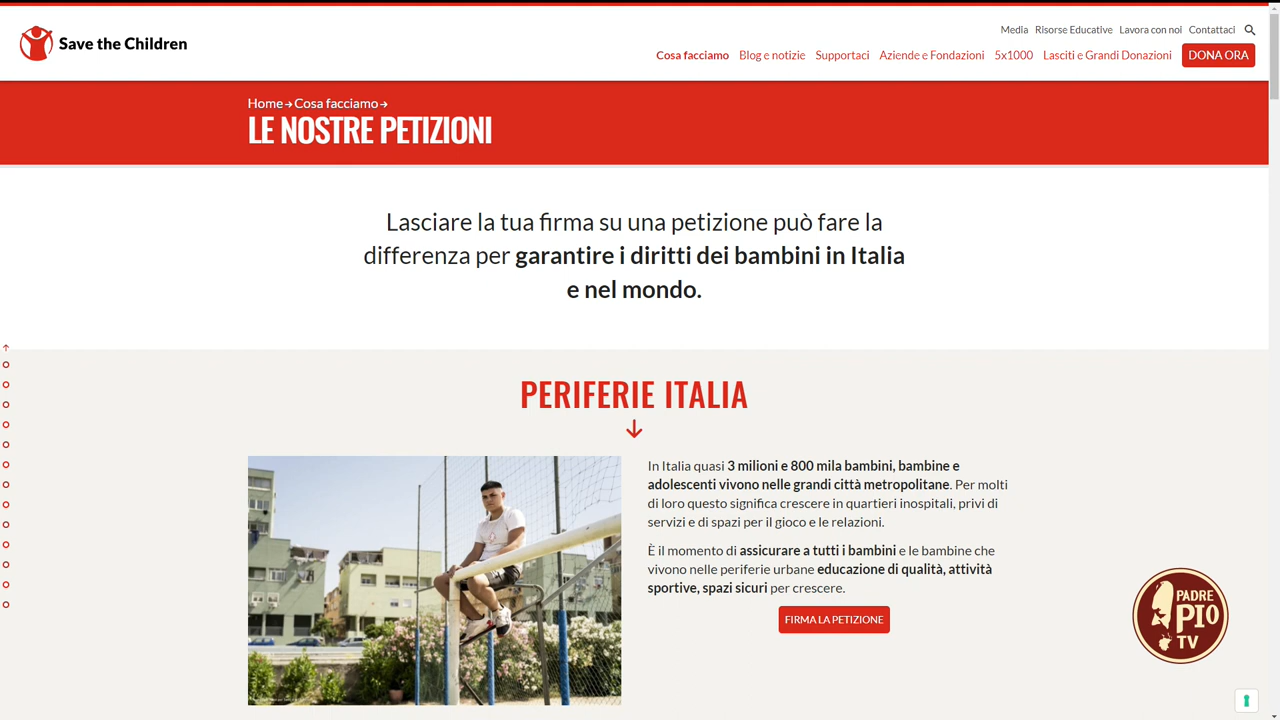 Save the Children
Media Risorse Educative Lavora con noi Contattaci
Cosa facciamo Blog e notizie Supportaci Aziende e Fondazioni 5x1000 Lasciti e Grandi Donazioni DONA ORA
Home → Cosa facciamo →
LE NOSTRE PETIZIONI
Lasciare la tua firma su una petizione può fare la
differenza per garantire i diritti dei bambini in Italia
e nel mondo.
PERIFERIE ITALIA
In Italia quasi 3 milioni e 800 mila bambini, bambine e
adolescenti vivono nelle grandi città metropolitane. Per molti
di loro questo significa crescere in quartieri inospitali, privi di
servizi e di spazi per il gioco e le relazioni.
È il momento di assicurare a tutti i bambini e le bambine che
vivono nelle periferie urbane educazione di qualità, attività
sportive, spazi sicuri per crescere.
FIRMA LA PETIZIONE
PADRE
PIO
TV